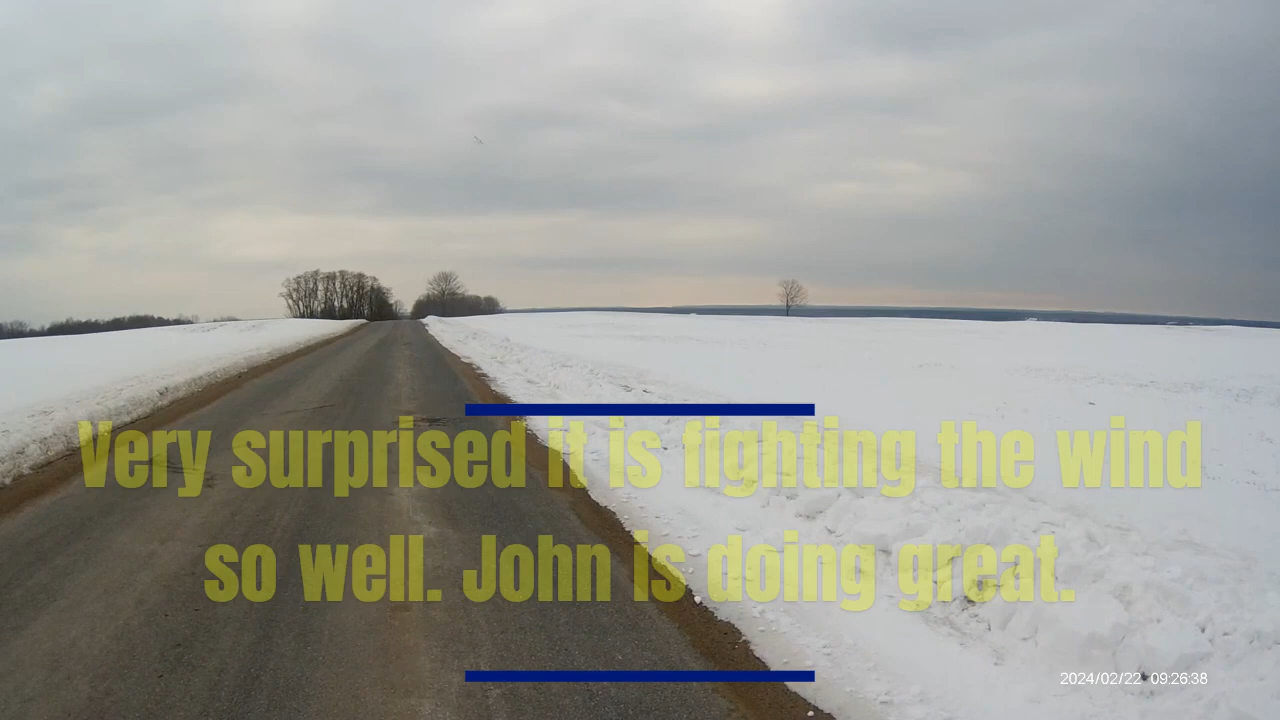 Very surprised it is fighting the wind
so well. John is doing great.
2024/02/22 09:26:38